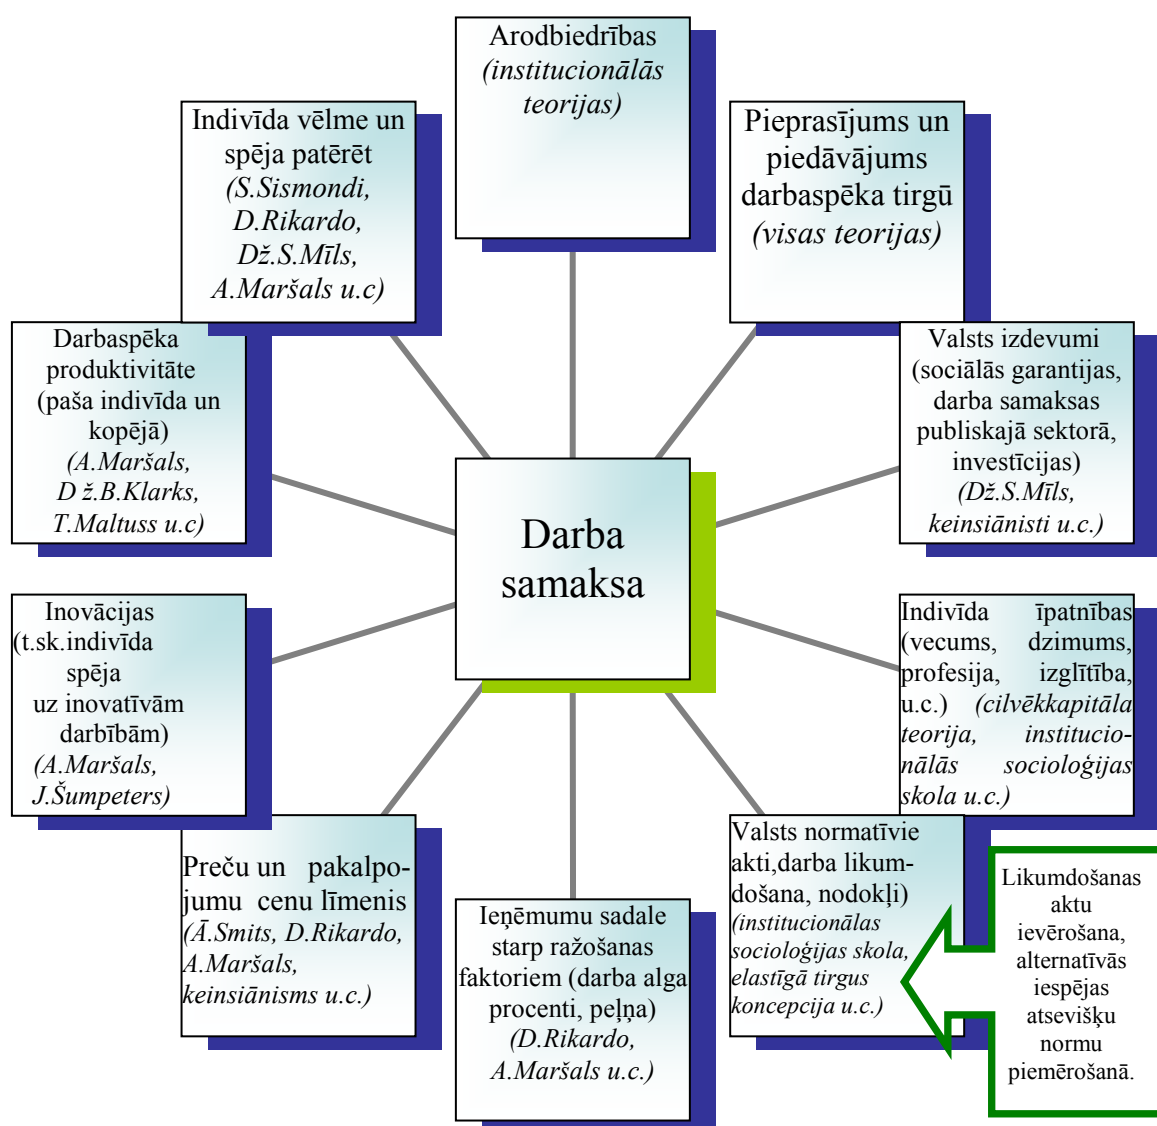 Arodbiedrības
(institucionālās
teorijas)
Indivīda vēlme un
spēja patērēt
(S.Sismondi,
D.Rikardo,
Dž.S.Mīls,
A.Maršals u.c)
Pieprasījums un
piedāvājums
darbaspēka tirgū
(visas teorijas)
Darbaspēka
produktivitāte
(paša indivīda un
kopējā)
(A.Maršals,
D ž.B.Klarks,
T.Maltuss u.c)
Valsts izdevumi
(sociālās garantijas,
darba samaksas
publiskajā sektorā,
investīcijas)
(Dž.S.Mīls,
keinsiānisti u.c.)
Darba
samaksa
Inovācijas
(t.sk.indivīda
spēja
uz inovatīvām
darbībām)
(A.Maršals,
J.Šumpeters)
Indivīda īpatnības
(vecums, dzimums,
profesija, izglītība,
u.c.) (cilvēkkapitāla
teorija, institucio-
nālās socioloģijas
skola u.c.)
Preču un pakalpo-
jumu cenu līmenis
(Ā.Smits, D.Rikardo,
A.Maršals,
keinsiānisms u.c.)
Ieņēmumu sadale
starp ražošanas
faktoriem (darba alga
procenti, peļņa)
(D.Rikardo,
A.Maršals u.c.)
Valsts normatīvie
akti,darba likum-
došana, nodokļi)
(institucionālas
socioloģijas skola,
elastīgā tirgus
koncepcija u.c.)
Likumdošanas
aktu
ievērošana,
alternatīvās
iespējas
atsevišķu
normu
piemērošanā.